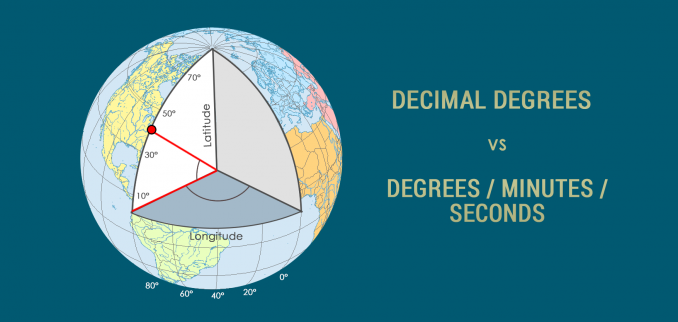 70°
50°
Latitude
30°
10°
Longitude
80°
60°
40°
20°
0°
DECIMAL DEGREES
VS
DEGREES / MINUTES /
SECONDS